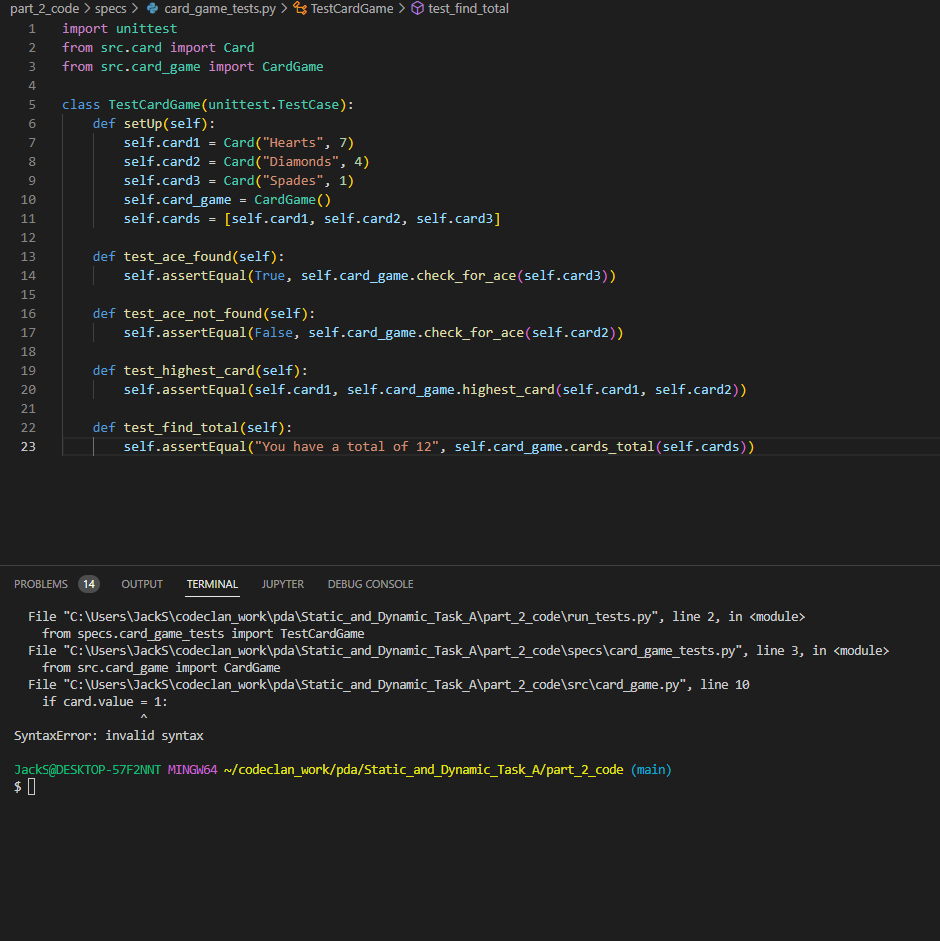 part_2_code > specs > card_game_tests.py > TestCardGame > test_find_total
1 import unittest
2 from src.card import Card
3 from src.card_game import CardGame
4
5 class TestCardGame(unittest.TestCase):
6     def setUp(self):
7         self.card1 = Card("Hearts", 7)
8         self.card2 = Card("Diamonds", 4)
9         self.card3 = Card("Spades", 1)
10         self.card_game = CardGame()
11         self.cards = [self.card1, self.card2, self.card3]
12
13     def test_ace_found(self):
14         self.assertEqual(True, self.card_game.check_for_ace(self.card3))
15
16     def test_ace_not_found(self):
17         self.assertEqual(False, self.card_game.check_for_ace(self.card2))
18
19     def test_highest_card(self):
20         self.assertEqual(self.card1, self.card_game.highest_card(self.card1, self.card2))
21
22     def test_find_total(self):
23         self.assertEqual("You have a total of 12", self.card_game.cards_total(self.cards))
PROBLEMS 14 OUTPUT TERMINAL JUPYTER DEBUG CONSOLE
  File "C:\Users\JackS\codeclan_work\pda\Static_and_Dynamic_Task_A\part_2_code\run_tests.py", line 2, in <module>
    from specs.card_game_tests import TestCardGame
  File "C:\Users\JackS\codeclan_work\pda\Static_and_Dynamic_Task_A\part_2_code\specs\card_game_tests.py", line 3, in <module>
    from src.card_game import CardGame
  File "C:\Users\JackS\codeclan_work\pda\Static_and_Dynamic_Task_A\part_2_code\src\card_game.py", line 10
    if card.value = 1:
                  ^
SyntaxError: invalid syntax
JackS@DESKTOP-57F2NNT MINGW64 ~/codeclan_work/pda/Static_and_Dynamic_Task_A/part_2_code (main)
$